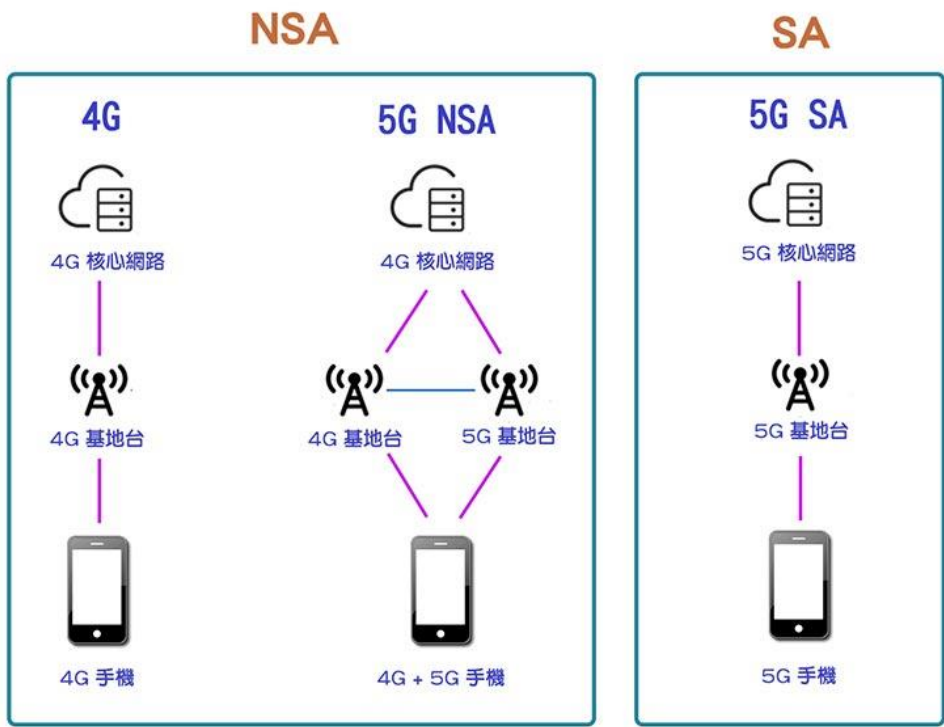 NSA
SA
4G
5G NSA
5G SA
4G 核心網路
4G 核心網路
5G 核心網路
4G 基地台
4G 基地台
5G 基地台
5G 基地台
4G 手機
4G + 5G 手機
5G 手機